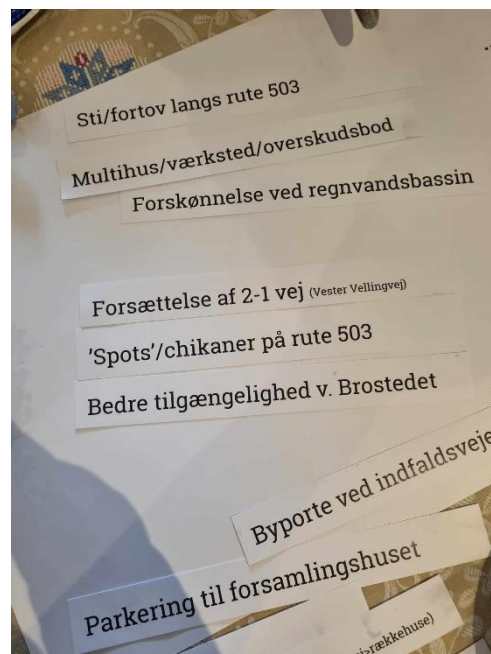 Sti/fortov langs rute 503
Multihus/værksted/overskudsbod
Forskønnelse ved regnvandsbassin
Forsættelse af 2-1 vej (Vester Vellingvej)
’Spots’/chikaner på rute 503
Bedre tilgængelighed v. Brostedet
Byporte ved indfaldsveje
Parkering til forsamlingshuset
rækkehuse)